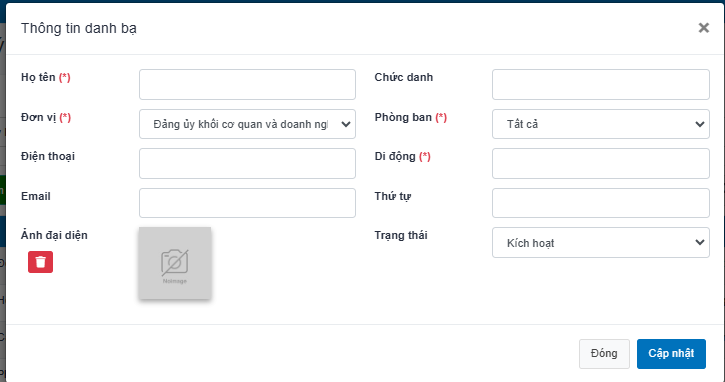 Thông tin danh bạ
Họ tên (*)
Chức danh
Đơn vị (*)
Đảng ủy khối cơ quan và doanh ngh
Phòng ban (*)
Tất cả
Điện thoại
Di động (*)
Email
Thứ tự
Ảnh đại diện
NoImage
Trạng thái
Kích hoạt
Đóng
Cập nhật